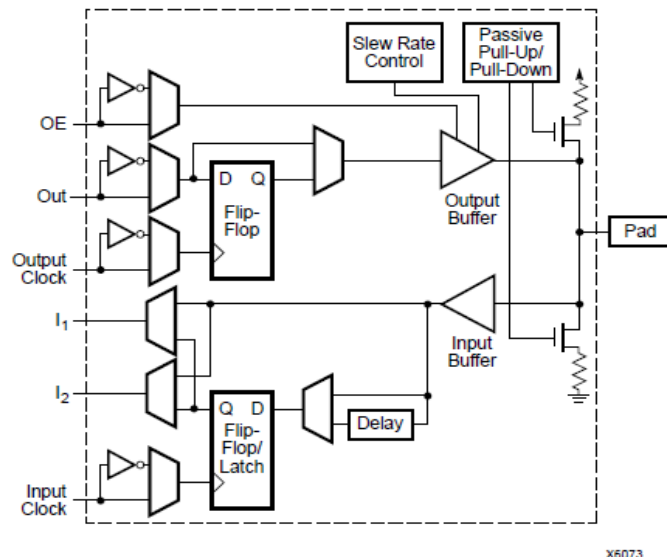 Slew Rate
Control
Passive
Pull-Up/
Pull-Down
OE
Out
D Q
Flip-
Flop
Output
Buffer
Pad
Output
Clock
I1
Input
Buffer
I2
Q D
Flip-
Flop/
Latch
Delay
Input
Clock
X6073